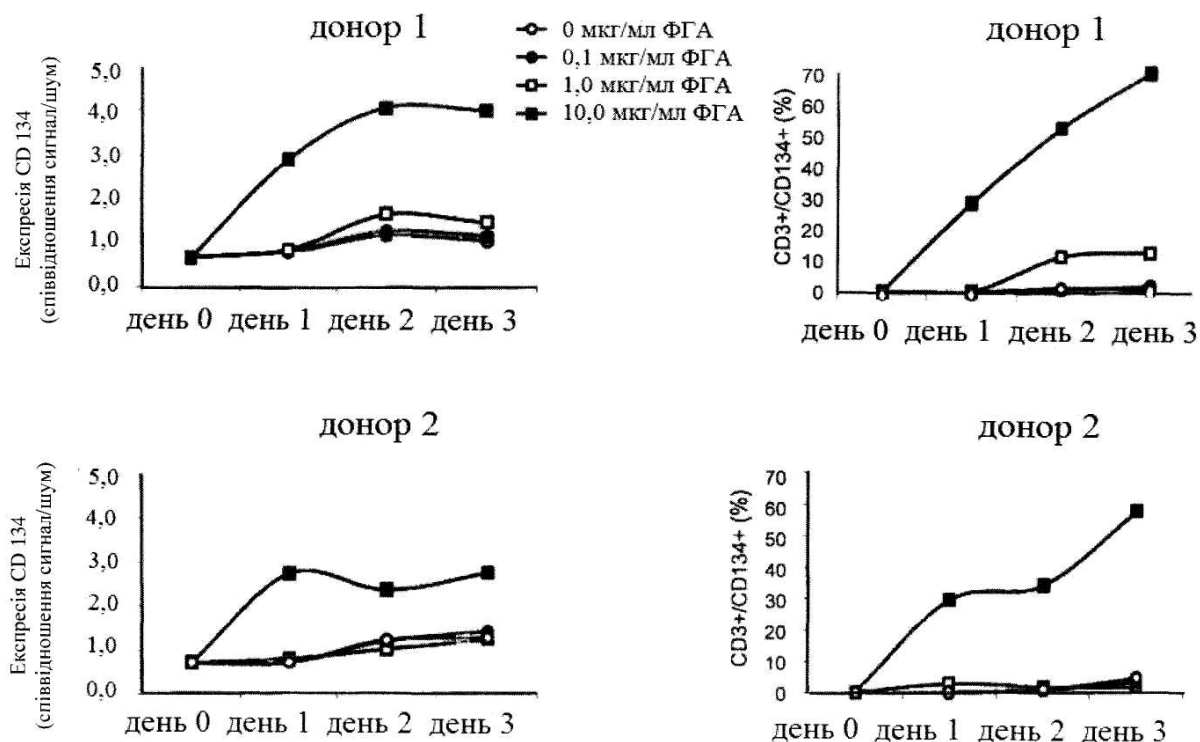 донор 1
0 мкг/мл ФГА
0,1 мкг/мл ФГА
1,0 мкг/мл ФГА
10,0 мкг/мл ФГА
донор 1
Експресія CD 134
(співвідношення сигнал/шум)
5,0
4,0
3,0
2,0
1,0
0,0
день 0 день 1 день 2 день 3
CD3+/CD134+ (%)
70
60
50
40
30
20
10
0
день 0 день 1 день 2 день 3
донор 2
донор 2
Експресія CD 134
(співвідношення сигнал/шум)
5,0
4,0
3,0
2,0
1,0
0,0
день 0 день 1 день 2 день 3
CD3+/CD134+ (%)
70
60
50
40
30
20
10
0
день 0 день 1 день 2 день 3